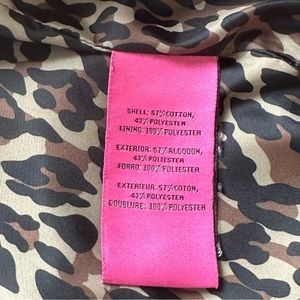 SHELL: 57% COTTON,
43% POLYESTER
LINING: 100% POLYESTER
EXTERIOR: 57% ALGODON,
43% POLIESTER
FORRO: 100% POLYESTER
EXTERIEUR: 57% COTON,
43% POLYESTER
DOUBLURE: 100% POLYESTER